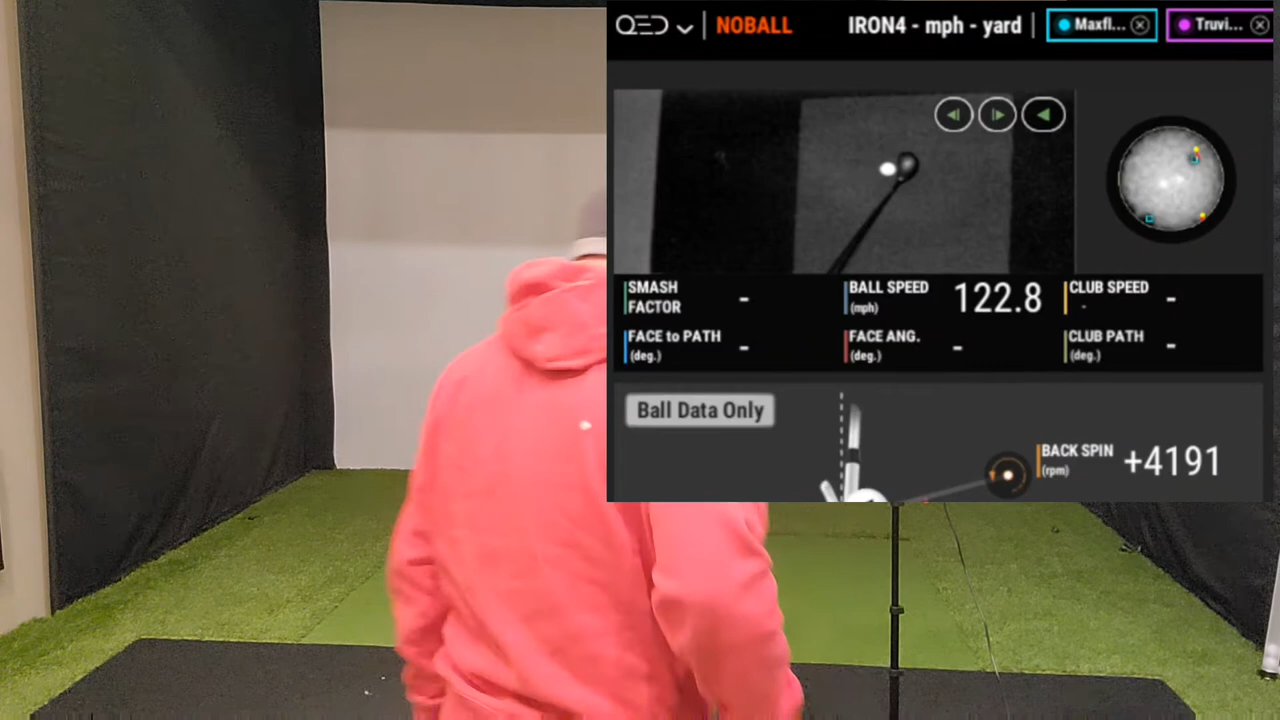 QED NOBALL IRON4 - mph - yard Maxfl... Truvi...
SMASH FACTOR -
BALL SPEED (mph) 122.8
CLUB SPEED - -
FACE to PATH (deg.) -
FACE ANG. (deg.) -
CLUB PATH (deg.) -
Ball Data Only
BACK SPIN (rpm) +4191